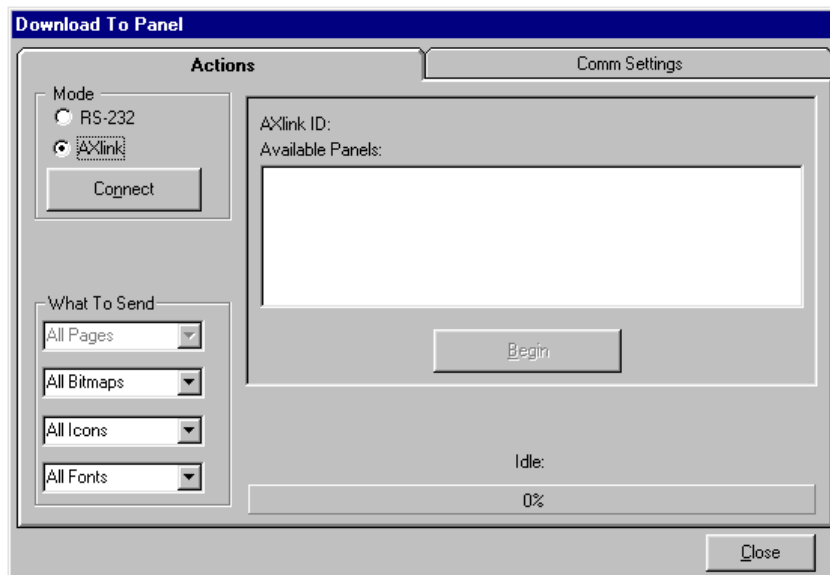 Download To Panel
Actions
Comm Settings
Mode
RS-232
AXlink
Connect
AXlink ID:
Available Panels:
What To Send
All Pages
All Bitmaps
All Icons
All Fonts
Begin
Idle:
0%
Close